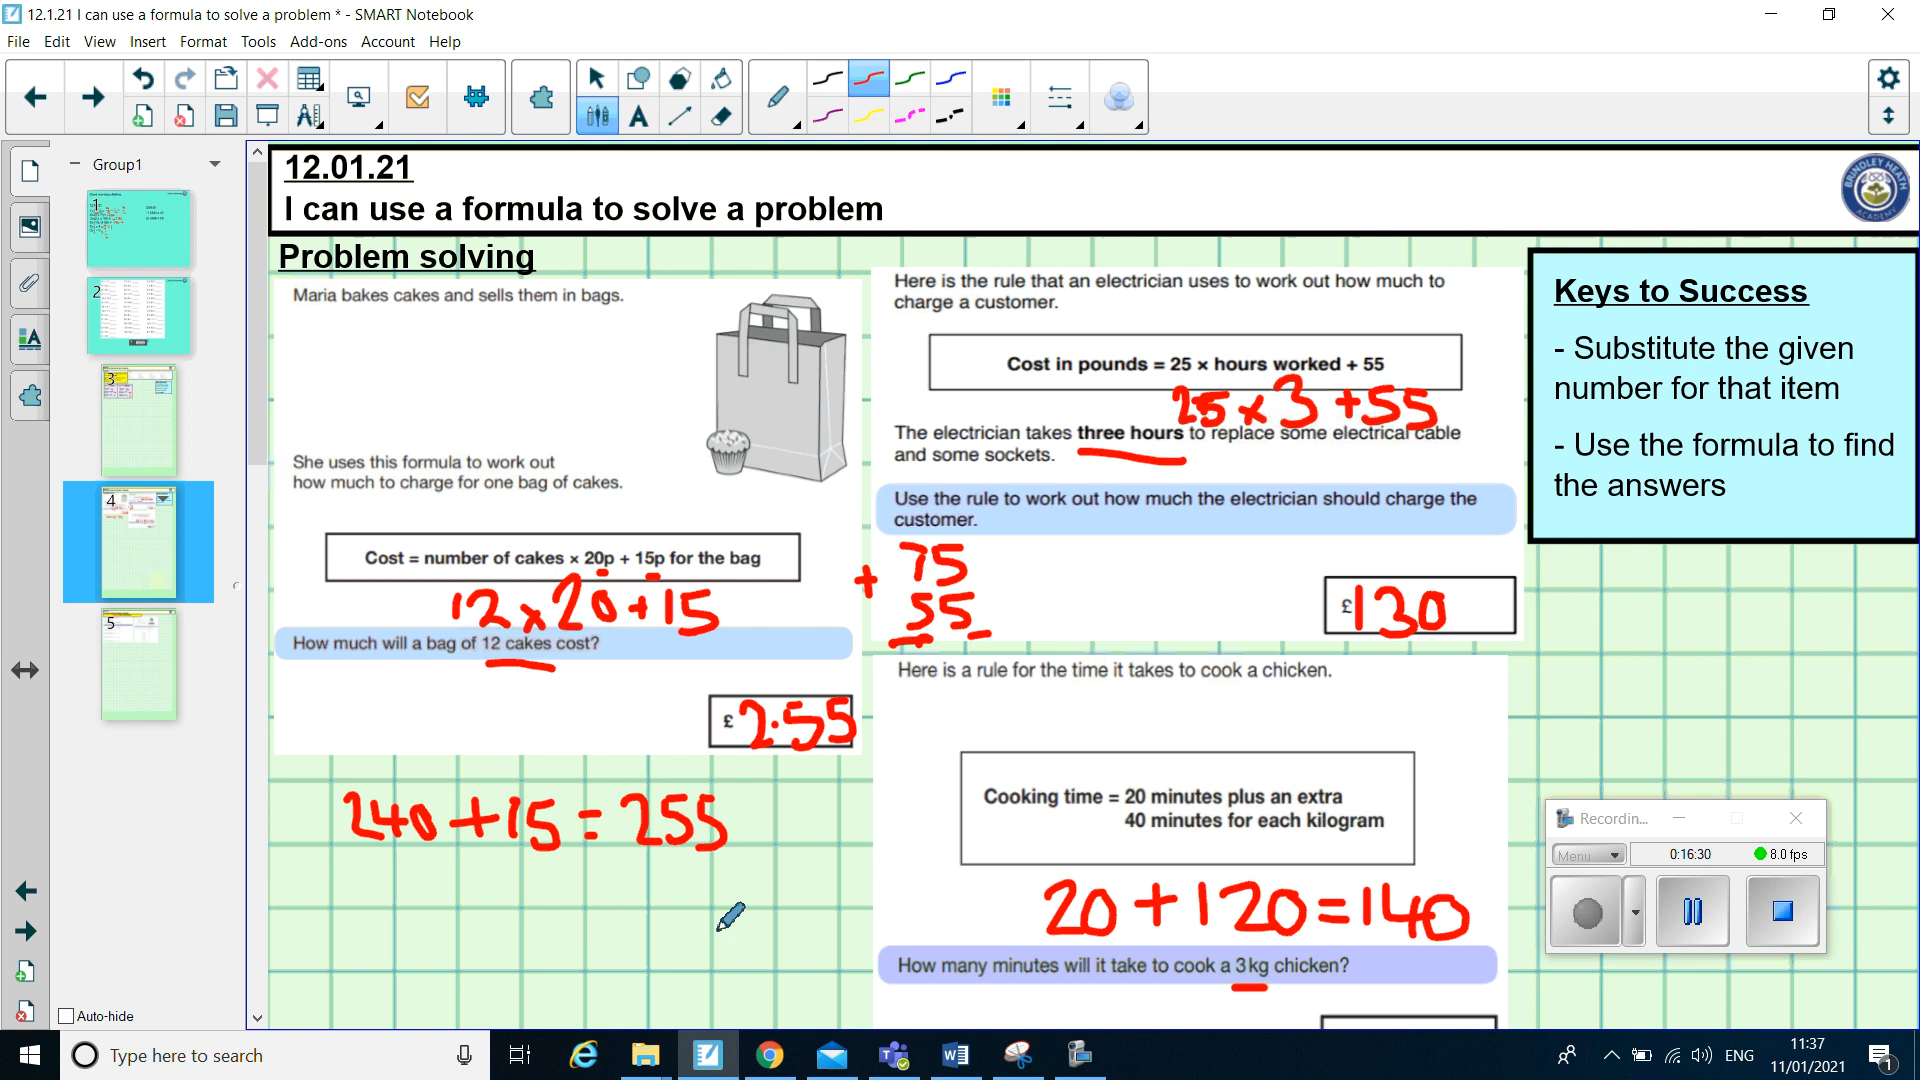 12.1.21 I can use a formula to solve a problem * - SMART Notebook
File Edit View Insert Format Tools Add-ons Account Help
Group1
1
2
3
4
5
Auto-hide
12.01.21
I can use a formula to solve a problem
BRINDLEY HEATH
ACADEMY
Problem solving
Maria bakes cakes and sells them in bags.
She uses this formula to work out
how much to charge for one bag of cakes.
Cost = number of cakes × 20p + 15p for the bag
12 x 20 + 15
How much will a bag of 12 cakes cost?
£ 2.55
240 + 15 = 255
Here is the rule that an electrician uses to work out how much to
charge a customer.
Cost in pounds = 25 × hours worked + 55
25 x 3 + 55
The electrician takes three hours to replace some electrical cable
and some sockets.
Use the rule to work out how much the electrician should charge the
customer.
75
+ 55
£ 130
Here is a rule for the time it takes to cook a chicken.
Cooking time = 20 minutes plus an extra
40 minutes for each kilogram
20 + 120 = 140
How many minutes will it take to cook a 3 kg chicken?
Keys to Success
- Substitute the given
number for that item
- Use the formula to find
the answers
Recordin...
Menu
0:16:30
8.0 fps
Type here to search
ENG
11:37
11/01/2021
1